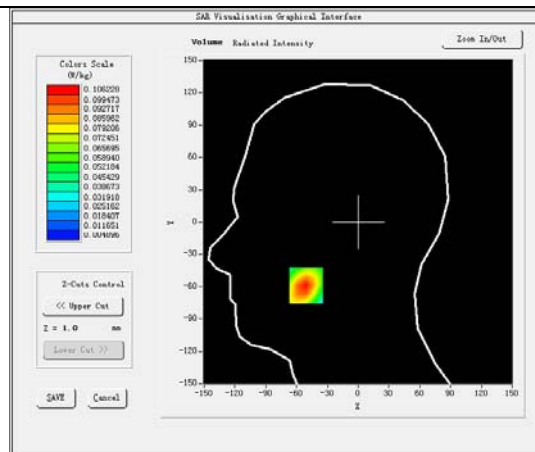 SAR Visualisation Graphical Interface
Volume Radiated Intensity
Zoom In/Out
Colors Scale
(W/kg)
0.106228
0.099473
0.092717
0.085962
0.079206
0.072451
0.065695
0.058940
0.052184
0.045429
0.038673
0.031918
0.025162
0.018407
0.011651
0.004896
Z-Cuts Control
<< Upper Cut
Z = 1.0 mm
Lower Cut >>
SAVE
Cancel
150
120
90
60
30
0
-30
-60
-90
-120
-150
Y
-150 -120 -90 -60 -30 0 30 60 90 120 150
X